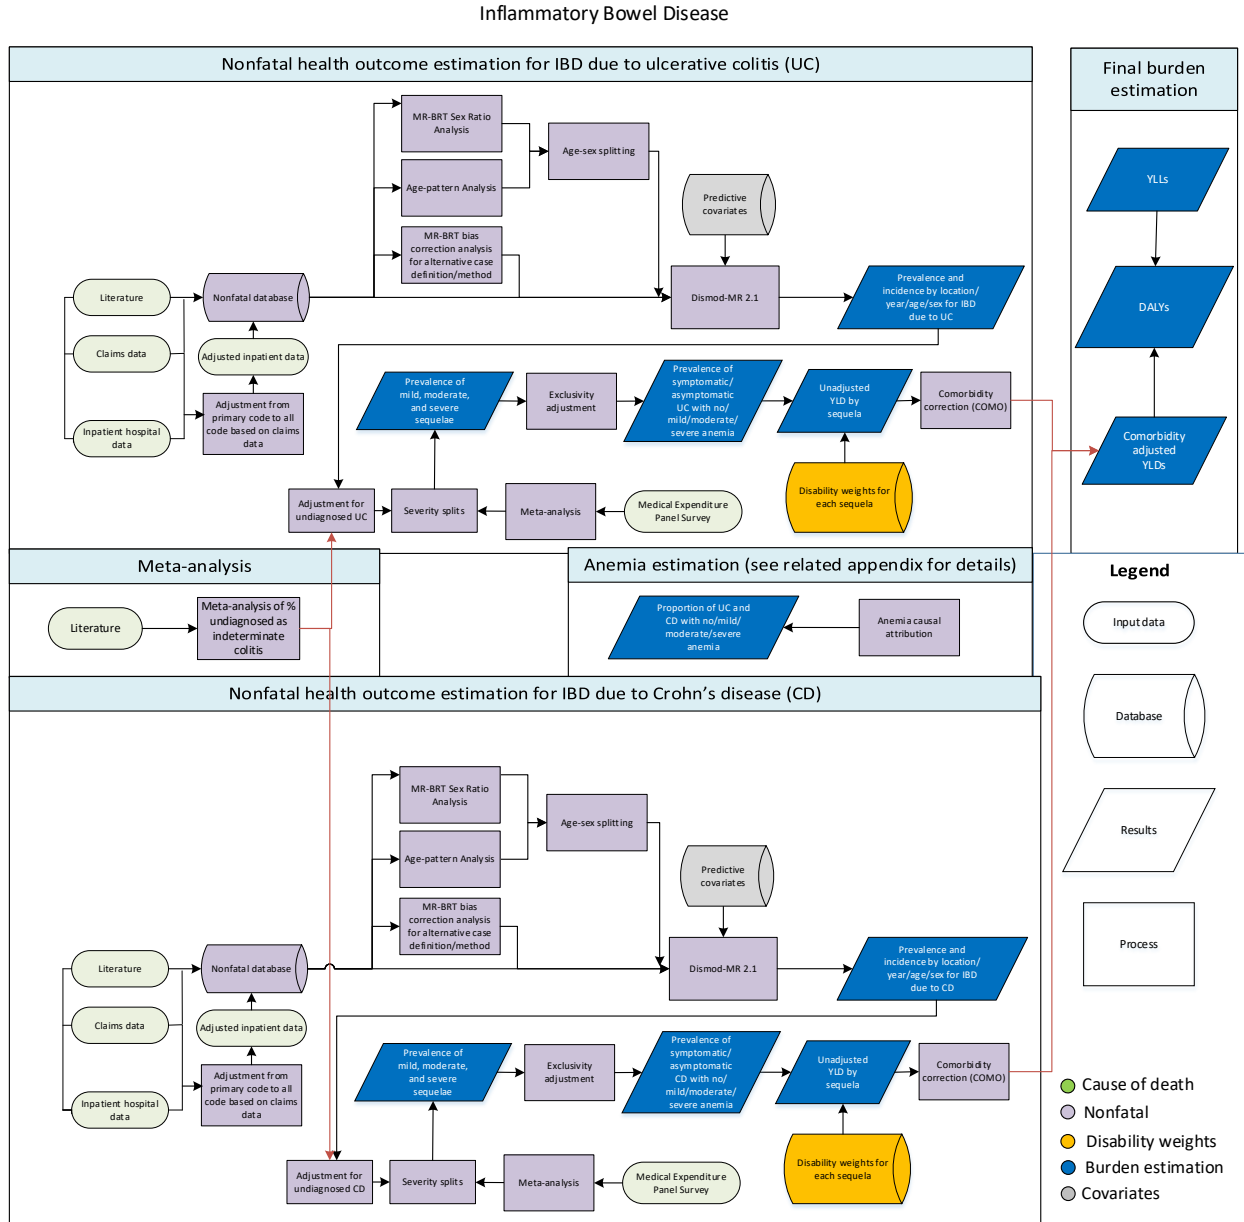 Inflammatory Bowel Disease
Nonfatal health outcome estimation for IBD due to ulcerative colitis (UC)
Final burden
estimation
MR-BRT Sex Ratio
Analysis
Age-sex splitting
Age-pattern Analysis
MR-BRT bias
correction analysis
for alternative case
definition/method
Predictive
covariates
YLLs
Literature
Nonfatal database
Dismod-MR 2.1
Prevalence and
incidence by location/
year/age/sex for IBD
due to UC
DALYs
Claims data
Adjusted inpatient data
Inpatient hospital
data
Adjustment from
primary code to all
code based on claims
data
Prevalence of
mild, moderate,
and severe
sequelae
Exclusivity
adjustment
Prevalence of
symptomatic/
asymptomatic
UC with no/
mild/moderate/
severe anemia
Unadjusted
YLD by
sequela
Comorbidity
correction (COMO)
Comorbidity
adjusted
YLDs
Adjustment for
undiagnosed UC
Severity splits
Meta-analysis
Medical Expenditure
Panel Survey
Disability weights for
each sequela
Meta-analysis
Literature
Meta-analysis of %
undiagnosed as
indeterminate
colitis
Anemia estimation (see related appendix for details)
Proportion of UC and
CD with no/mild/
moderate/severe
anemia
Anemia causal
attribution
Legend
Input data
Database
Results
Process
Cause of death
Nonfatal
Disability weights
Burden estimation
Covariates
Nonfatal health outcome estimation for IBD due to Crohn's disease (CD)
MR-BRT Sex Ratio
Analysis
Age-sex splitting
Age-pattern Analysis
MR-BRT bias
correction analysis
for alternative case
definition/method
Predictive
covariates
Literature
Nonfatal database
Dismod-MR 2.1
Prevalence and
incidence by location/
year/age/sex for IBD
due to CD
Claims data
Adjusted inpatient data
Inpatient hospital
data
Adjustment from
primary code to all
code based on claims
data
Prevalence of
mild, moderate,
and severe
sequelae
Exclusivity
adjustment
Prevalence of
symptomatic/
asymptomatic
CD with no/
mild/moderate/
severe anemia
Unadjusted
YLD by
sequela
Comorbidity
correction (COMO)
Adjustment for
undiagnosed CD
Severity splits
Meta-analysis
Medical Expenditure
Panel Survey
Disability weights for
each sequela